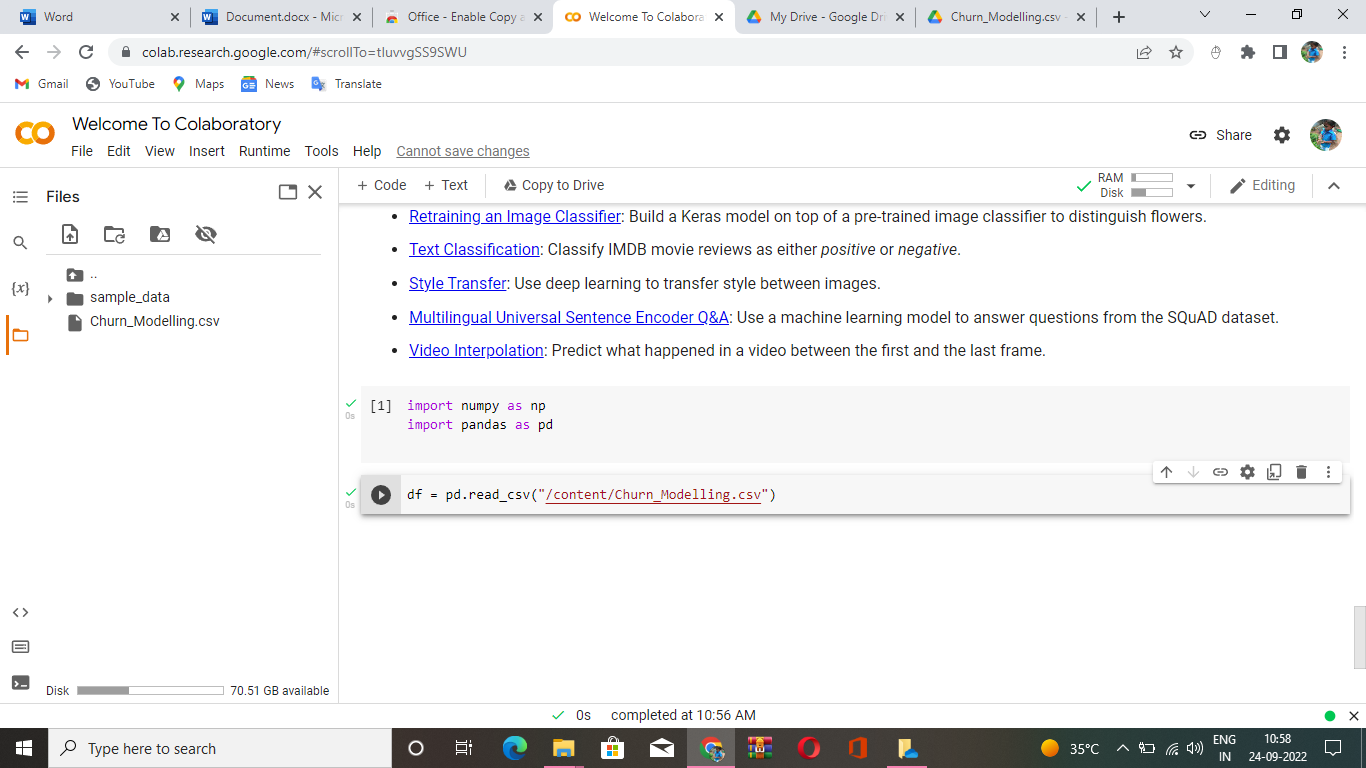 Word
Document.docx - Micr
Office - Enable Copy a
Welcome To Colabora
My Drive - Google Dri
Churn_Modelling.csv -
colab.research.google.com/#scrollTo=tIuvvgSS9SWU
Gmail YouTube Maps News Translate
Welcome To Colaboratory
Share
File Edit View Insert Runtime Tools Help Cannot save changes
Files
+ Code + Text Copy to Drive
RAM
Disk
Editing
..
sample_data
Churn_Modelling.csv
{x}
• Retraining an Image Classifier: Build a Keras model on top of a pre-trained image classifier to distinguish flowers.
• Text Classification: Classify IMDB movie reviews as either positive or negative.
• Style Transfer: Use deep learning to transfer style between images.
• Multilingual Universal Sentence Encoder Q&A: Use a machine learning model to answer questions from the SQuAD dataset.
• Video Interpolation: Predict what happened in a video between the first and the last frame.
0s
[1] import numpy as np
import pandas as pd
0s
df = pd.read_csv("/content/Churn_Modelling.csv")
Disk 70.51 GB available
0s completed at 10:56 AM
Type here to search
35°C
ENG
IN
10:58
24-09-2022